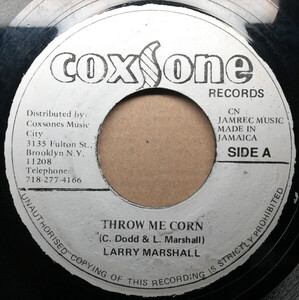 coxsone
RECORDS
Distributed by:
Coxsones Music
City
3135 Fulton St.,
Brooklyn N.Y.
11208
Telephone:
718-277-4166
CN
JAMREC MUSIC
MADE IN
JAMAICA
SIDE A
THROW ME CORN
(C. Dodd & L. Marshall)
LARRY MARSHALL
UNAUTHORISED COPYING OF THIS DISC IS STRICTLY PROHIBITED